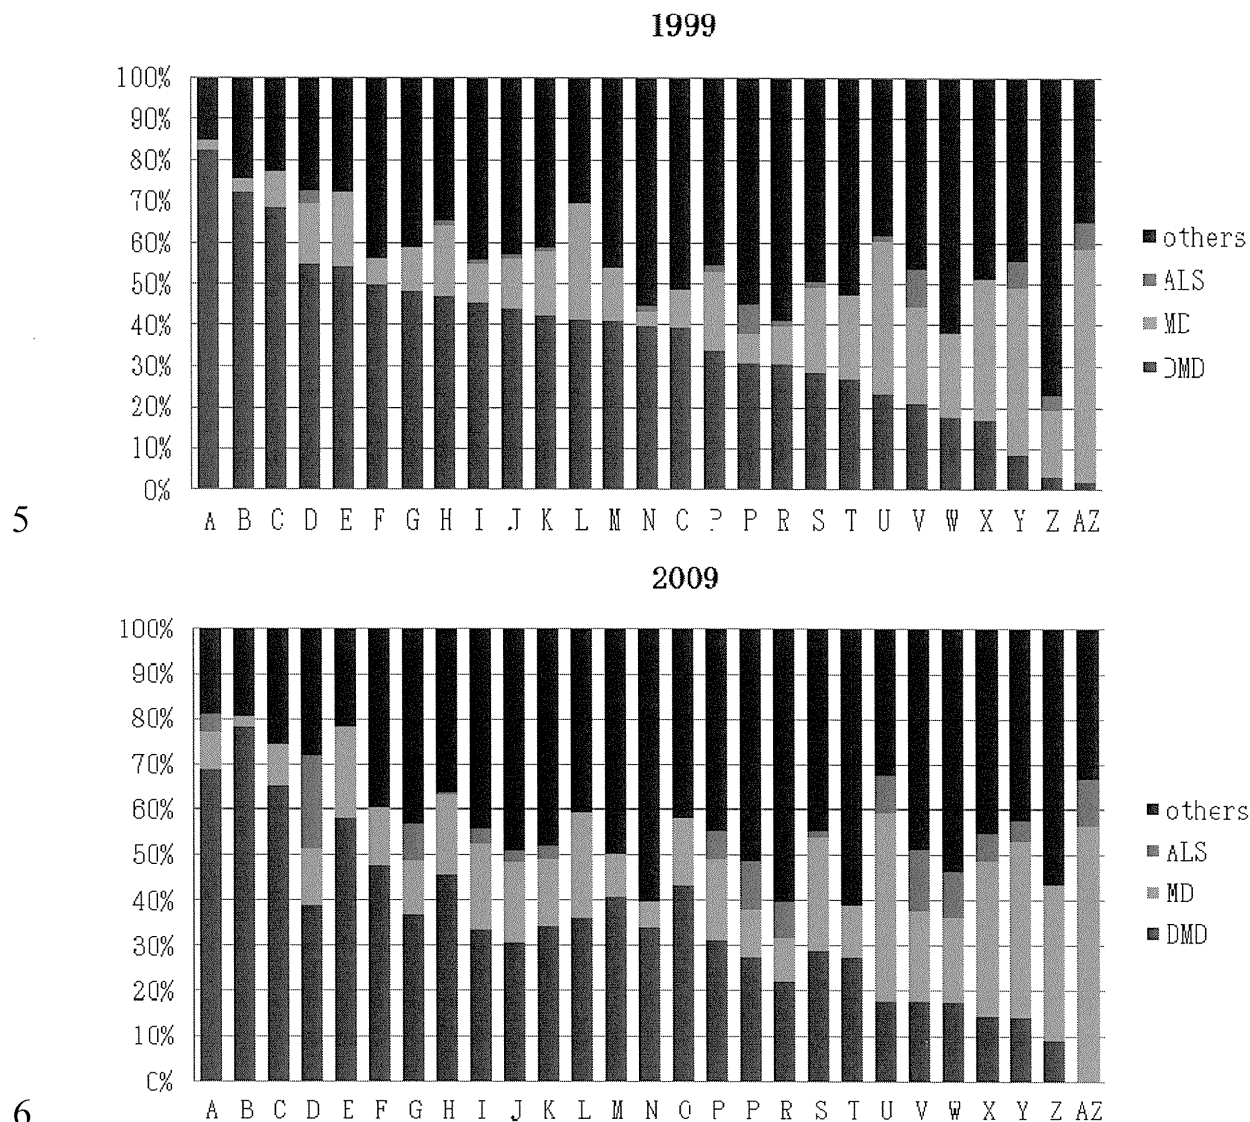 1999
100%
90%
80%
70%
60%
50%
40%
30%
20%
10%
0%
others
ALS
MD
DMD
5
A B C D E F G H I J K L M N C P P R S T U V W X Y Z AZ
2009
100%
90%
80%
70%
60%
50%
40%
30%
20%
10%
0%
others
ALS
MD
DMD
6
A B C D E F G H I J K L M N O P P R S T U V W X Y Z AZ